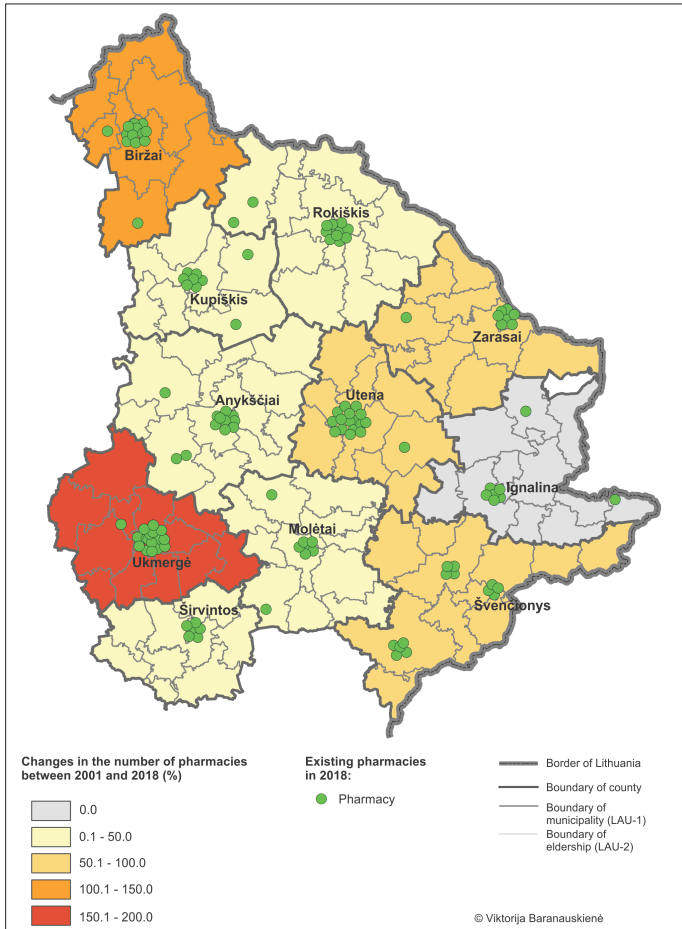 Biržai
Rokiškis
Kupiškis
Zarasai
Anykščiai
Utena
Ignalina
Molėtai
Ukmergė
Širvintos
Švenčionys
Changes in the number of pharmacies
between 2001 and 2018 (%)
0.0
0.1 - 50.0
50.1 - 100.0
100.1 - 150.0
150.1 - 200.0
Existing pharmacies
in 2018:
Pharmacy
Border of Lithuania
Boundary of county
Boundary of
municipality (LAU-1)
Boundary of
eldership (LAU-2)
© Viktorija Baranauskienė